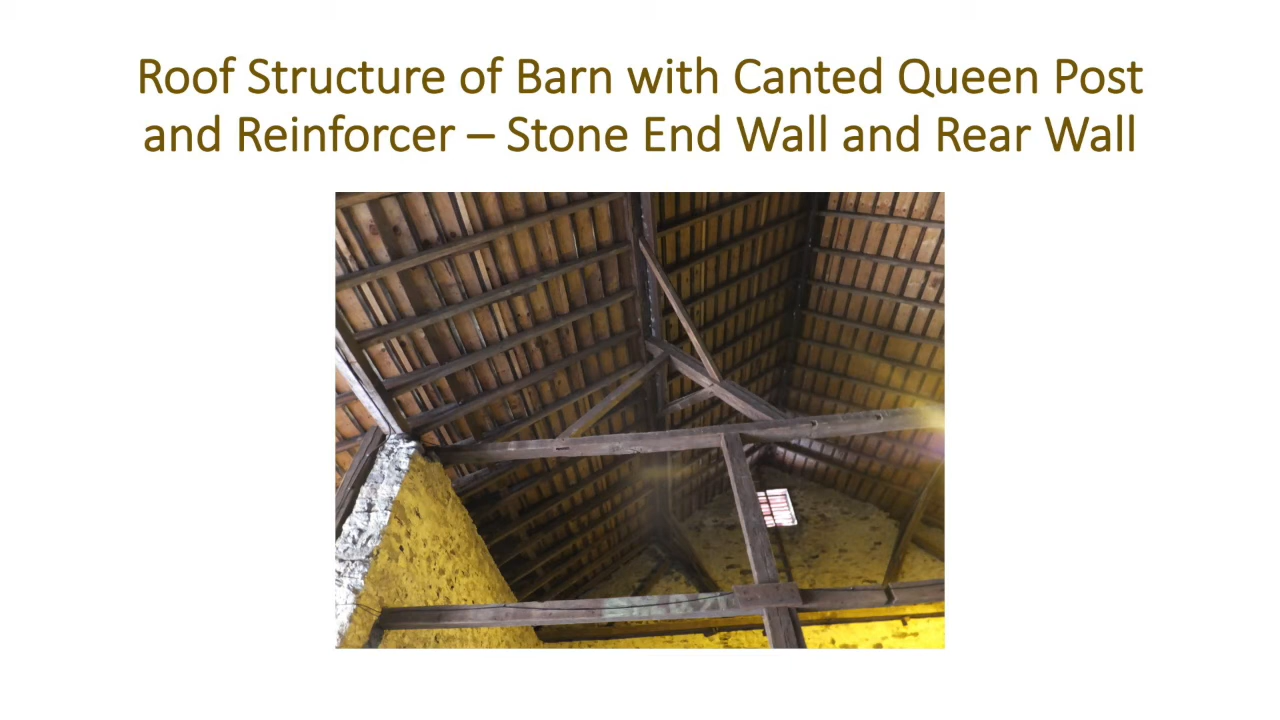 Roof Structure of Barn with Canted Queen Post
and Reinforcer – Stone End Wall and Rear Wall